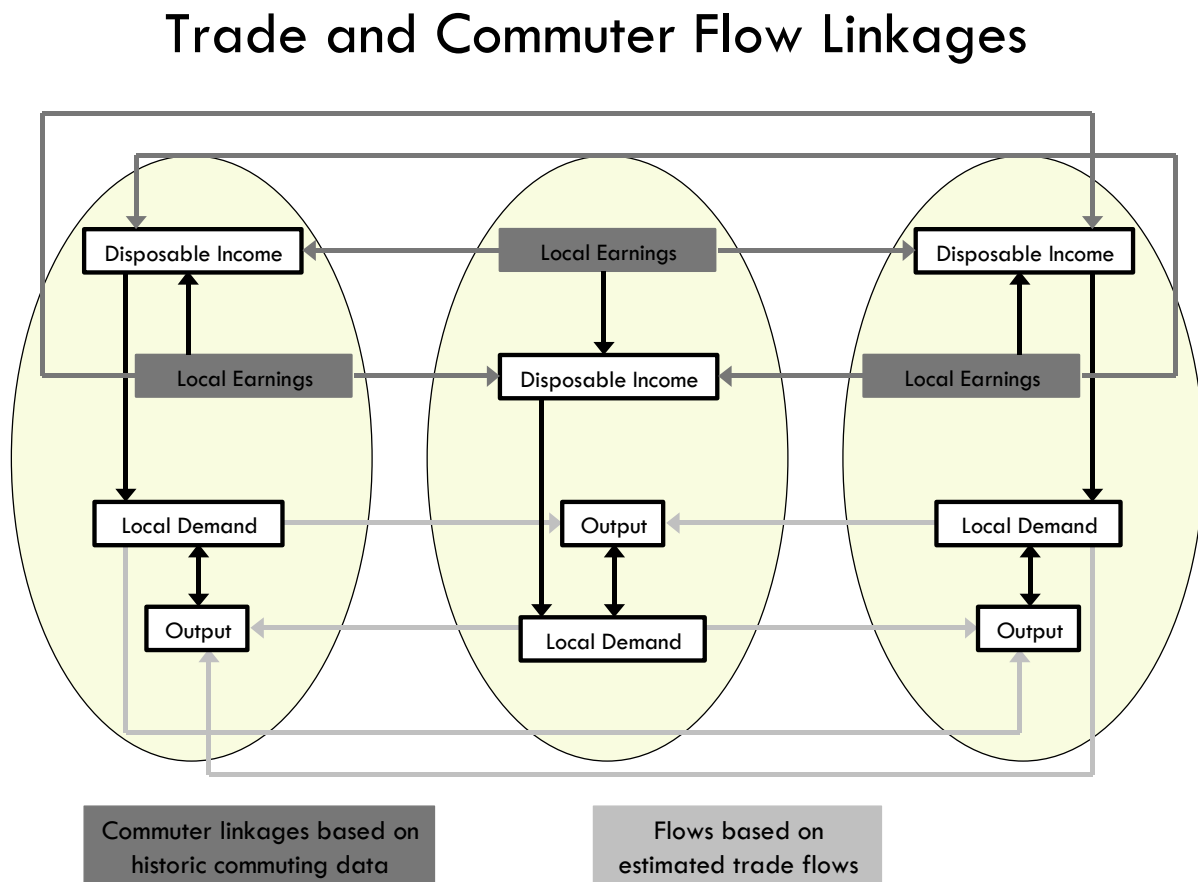 Trade and Commuter Flow Linkages
Disposable Income
Local Earnings
Disposable Income
Local Earnings
Disposable Income
Local Earnings
Local Demand
Output
Local Demand
Output
Local Demand
Output
Commuter linkages based on
historic commuting data
Flows based on
estimated trade flows